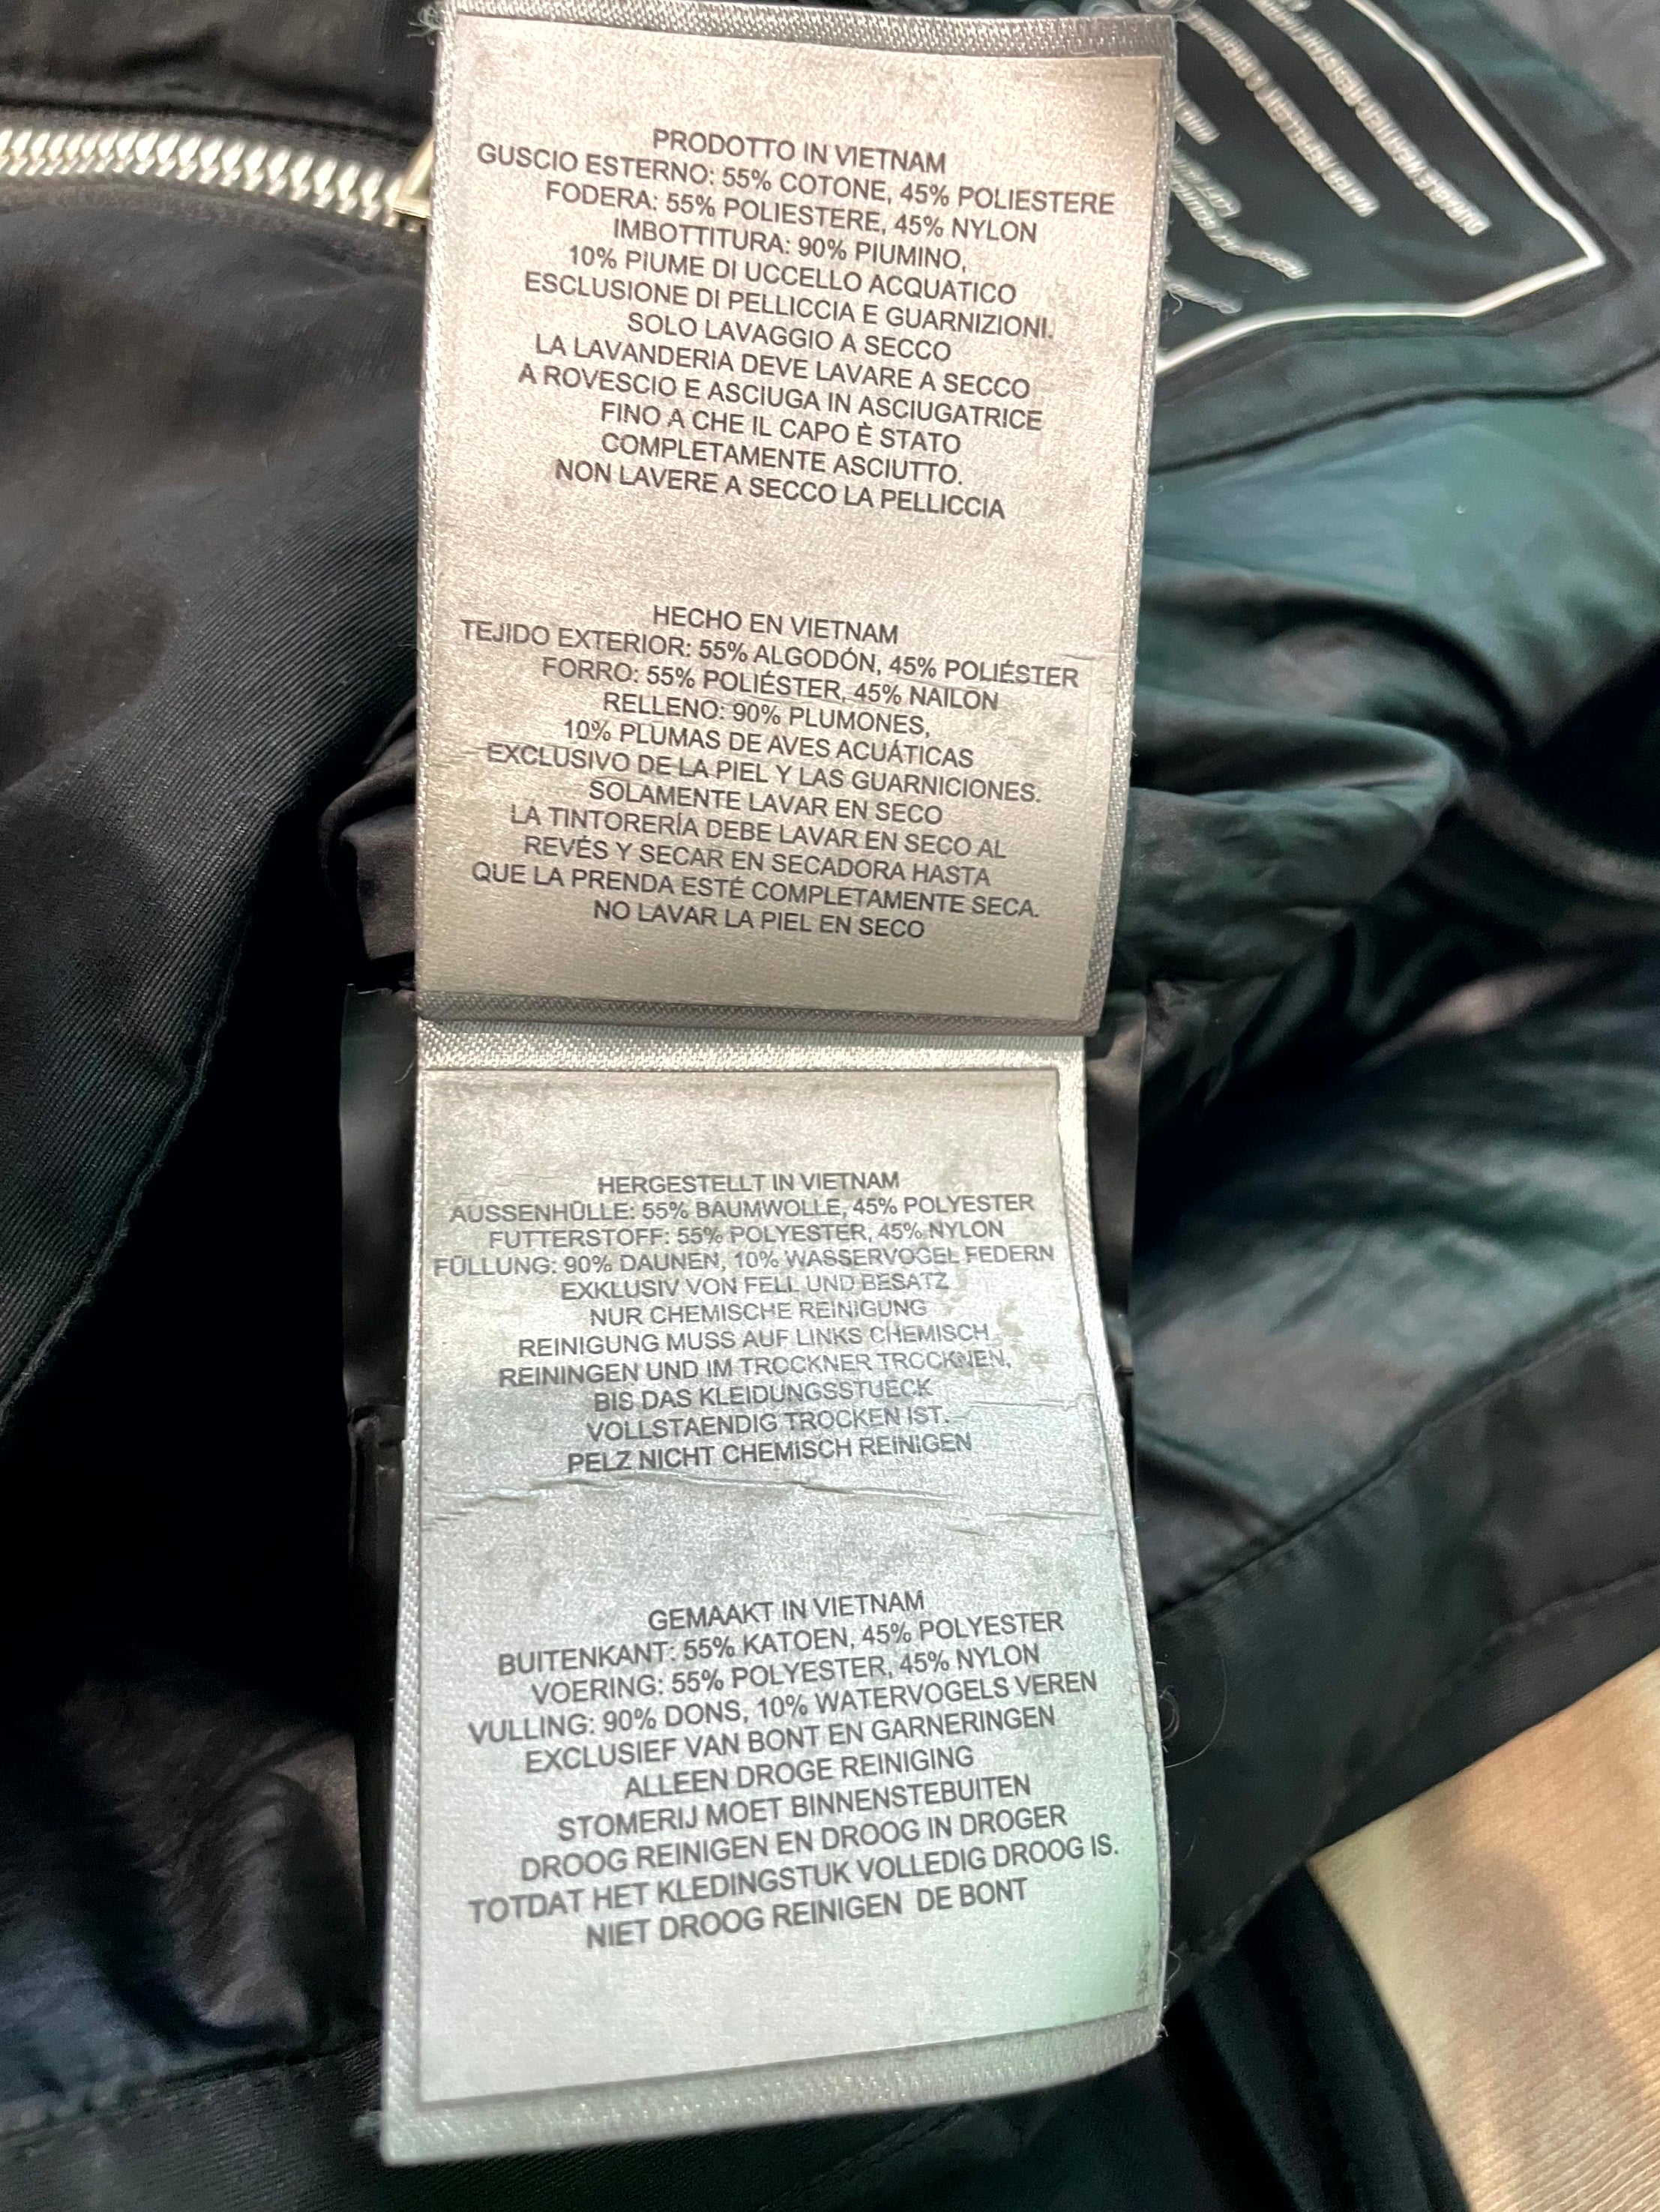 PRODOTTO IN VIETNAM
GUSCIO ESTERNO: 55% COTONE, 45% POLIESTERE
FODERA: 55% POLIESTERE, 45% NYLON
IMBOTTITURA: 90% PIUMINO,
10% PIUME DI UCCELLO ACQUATICO
ESCLUSIONE DI PELLICCIA E GUARNIZIONI.
SOLO LAVAGGIO A SECCO
LA LAVANDERIA DEVE LAVARE A SECCO
A ROVESCIO E ASCIUGA IN ASCIUGATRICE
FINO A CHE IL CAPO È STATO
COMPLETAMENTE ASCIUTTO.
NON LAVERE A SECCO LA PELLICCIA
HECHO EN VIETNAM
TEJIDO EXTERIOR: 55% ALGODÓN, 45% POLIÉSTER
FORRO: 55% POLIÉSTER, 45% NAILON
RELLENO: 90% PLUMONES,
10% PLUMAS DE AVES ACUÁTICAS
EXCLUSIVO DE LA PIEL Y LAS GUARNICIONES.
SOLAMENTE LAVAR EN SECO
LA TINTORERÍA DEBE LAVAR EN SECO AL
REVÉS Y SECAR EN SECADORA HASTA
QUE LA PRENDA ESTÉ COMPLETAMENTE SECA.
NO LAVAR LA PIEL EN SECO
HERGESTELLT IN VIETNAM
AUSSENHÜLLE: 55% BAUMWOLLE, 45% POLYESTER
FUTTERSTOFF: 55% POLYESTER, 45% NYLON
FÜLLUNG: 90% DAUNEN, 10% WASSERVOGEL FEDERN
EXKLUSIV VON FELL UND BESATZ
NUR CHEMISCHE REINIGUNG
REINIGUNG MUSS AUF LINKS CHEMISCH
REININGEN UND IM TROCKNER TROCKNEN,
BIS DAS KLEIDUNGSSTUECK
VOLLSTAENDIG TROCKEN IST.
PELZ NICHT CHEMISCH REINIGEN
GEMAAKT IN VIETNAM
BUITENKANT: 55% KATOEN, 45% POLYESTER
VOERING: 55% POLYESTER, 45% NYLON
VULLING: 90% DONS, 10% WATERVOGELS VEREN
EXCLUSIEF VAN BONT EN GARNERINGEN
ALLEEN DROGE REINIGING
STOMERIJ MOET BINNENSTEBUITEN
DROOG REINIGEN EN DROOG IN DROGER
TOTDAT HET KLEDINGSTUK VOLLEDIG DROOG IS.
NIET DROOG REINIGEN DE BONT